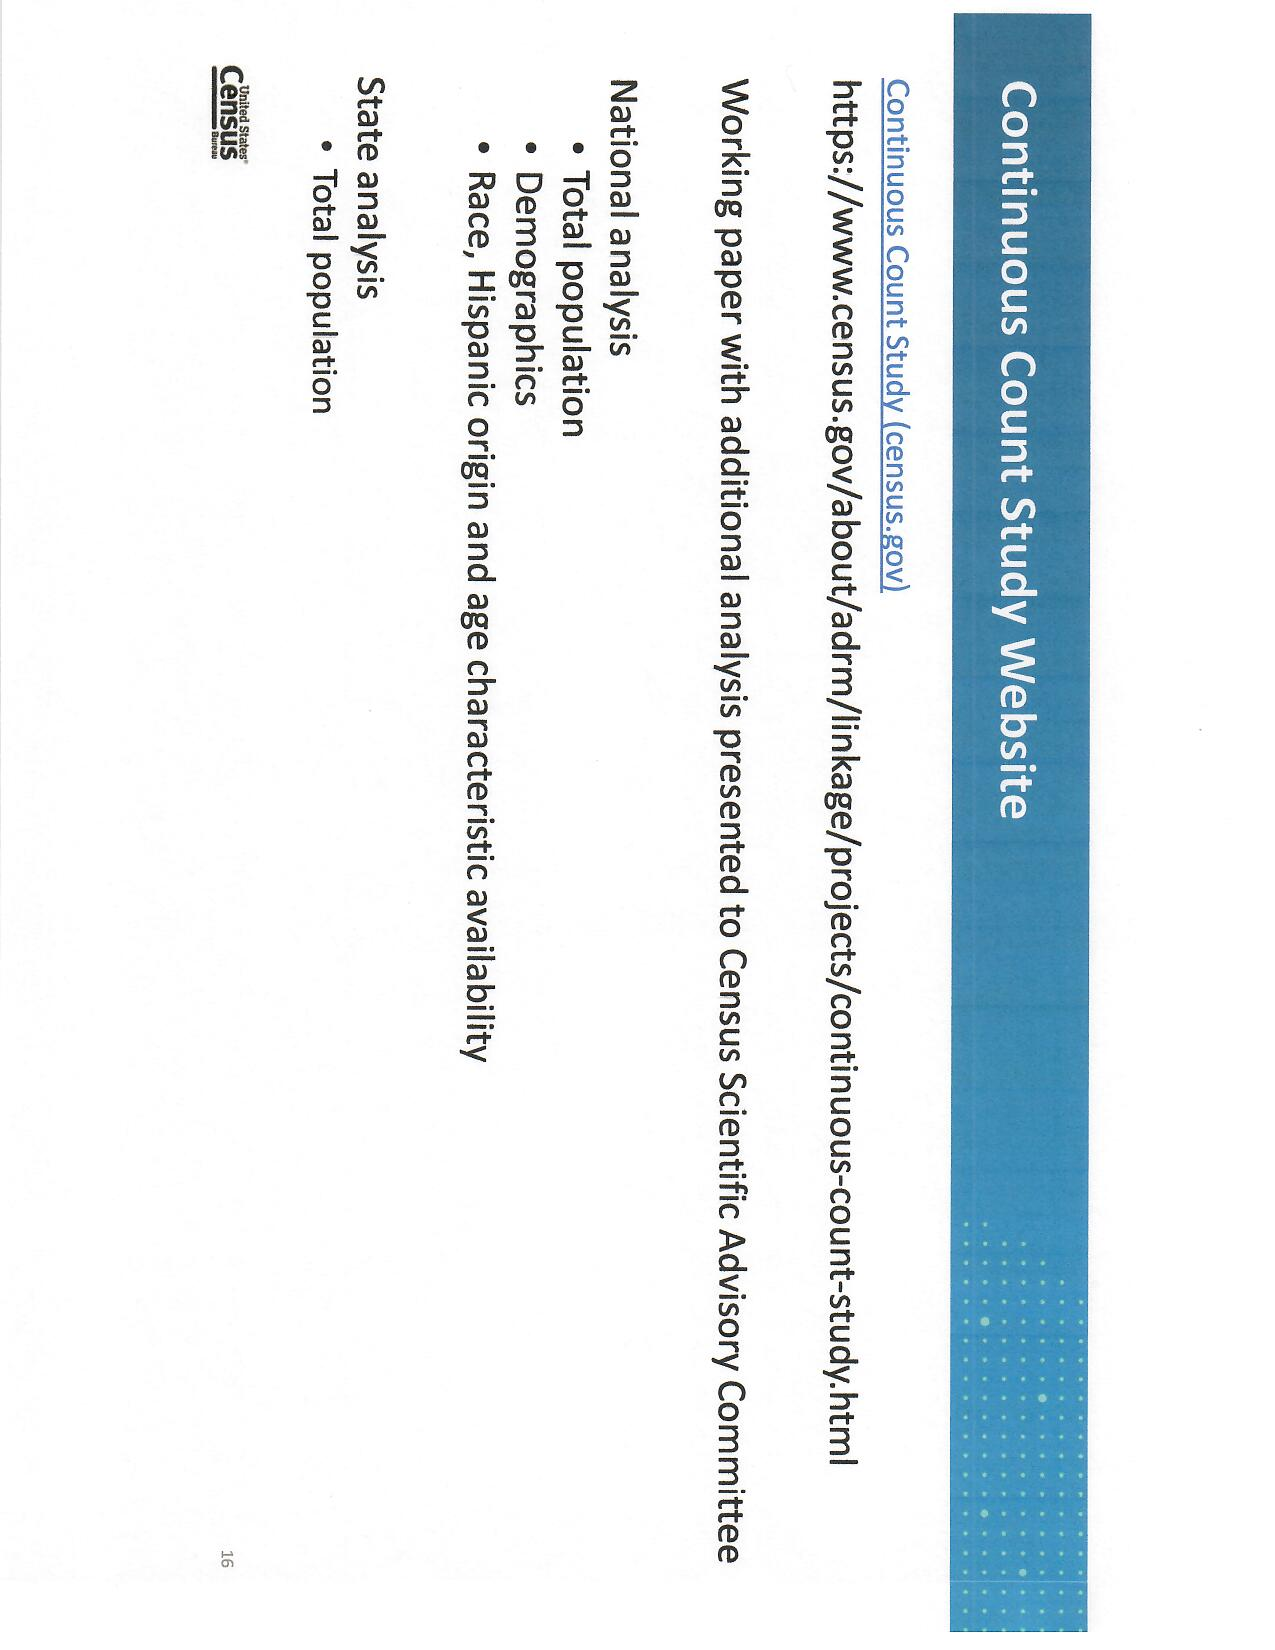 Continuous Count Study Website
Continuous Count Study (census.gov)
https://www.census.gov/about/adrm/linkage/projects/continuous-count-study.html
Working paper with additional analysis presented to Census Scientific Advisory Committee
National analysis
• Total population
• Demographics
• Race, Hispanic origin and age characteristic availability
State analysis
• Total population
United States®
Census
Bureau
16